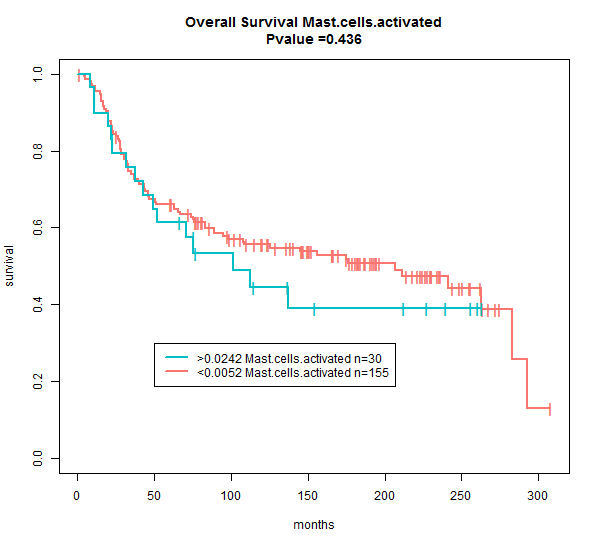 Overall Survival Mast.cells.activated
Pvalue =0.436
survival
1.0
0.8
0.6
0.4
0.2
0.0
>0.0242 Mast.cells.activated n=30
<0.0052 Mast.cells.activated n=155
0 50 100 150 200 250 300
months